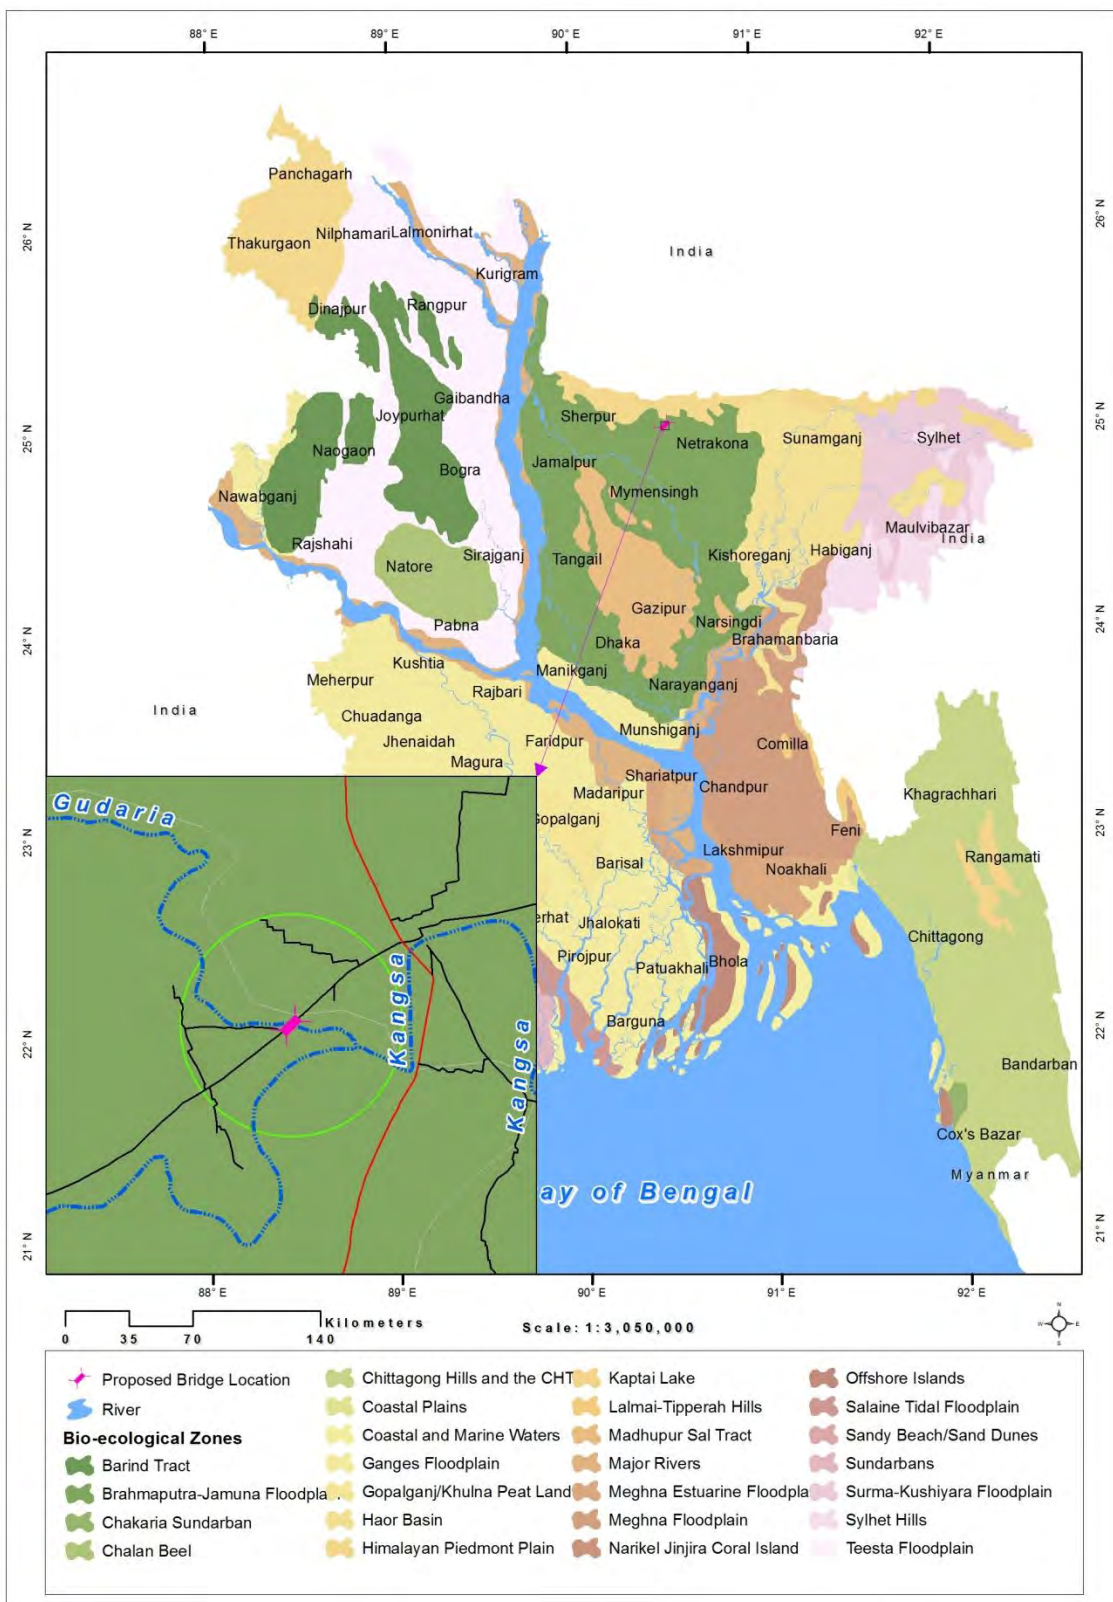 88° E 89° E 90° E 91° E 92° E
26° N
26° N
25° N
25° N
24° N
24° N
23° N
23° N
22° N
22° N
21° N
21° N
Panchagarh
Thakurgaon
Nilphamari
Lalmonirhat
India
Kurigram
Dinajpur
Rangpur
Gaibandha
Joypurhat
Sherpur
Netrakona
Sunamganj
Sylhet
Naogaon
Bogra
Jamalpur
Mymensingh
Nawabganj
Maulvibazar
India
Rajshahi
Natore
Sirajganj
Tangail
Kishoreganj
Habiganj
Gazipur
Narsingdi
Pabna
Dhaka
Brahamanbaria
Kushtia
Manikganj
Meherpur
Rajbari
Narayanganj
India
Chuadanga
Munshiganj
Jhenaidah
Faridpur
Comilla
Magura
Shariatpur
Chandpur
Madaripur
Khagrachhari
Gopalganj
Feni
Lakshmipur
Rangamati
Barisal
Noakhali
erhat
Jhalokati
Chittagong
Pirojpur
Patuakhali
Bhola
Barguna
Bandarban
Cox's Bazar
Myanmar
ay of Bengal
Gudaria
Kangsa
Kangsa
88° E 89° E 90° E 91° E 92° E
Kilometers
0 35 70 140
Scale: 1:3,050,000
N
W E
S
Proposed Bridge Location
River
Bio-ecological Zones
Barind Tract
Brahmaputra-Jamuna Floodplai
Chakaria Sundarban
Chalan Beel
Chittagong Hills and the CHT
Coastal Plains
Coastal and Marine Waters
Ganges Floodplain
Gopalganj/Khulna Peat Land
Haor Basin
Himalayan Piedmont Plain
Kaptai Lake
Lalmai-Tipperah Hills
Madhupur Sal Tract
Major Rivers
Meghna Estuarine Floodpla
Meghna Floodplain
Narikel Jinjira Coral Island
Offshore Islands
Salaine Tidal Floodplain
Sandy Beach/Sand Dunes
Sundarbans
Surma-Kushiyara Floodplain
Sylhet Hills
Teesta Floodplain